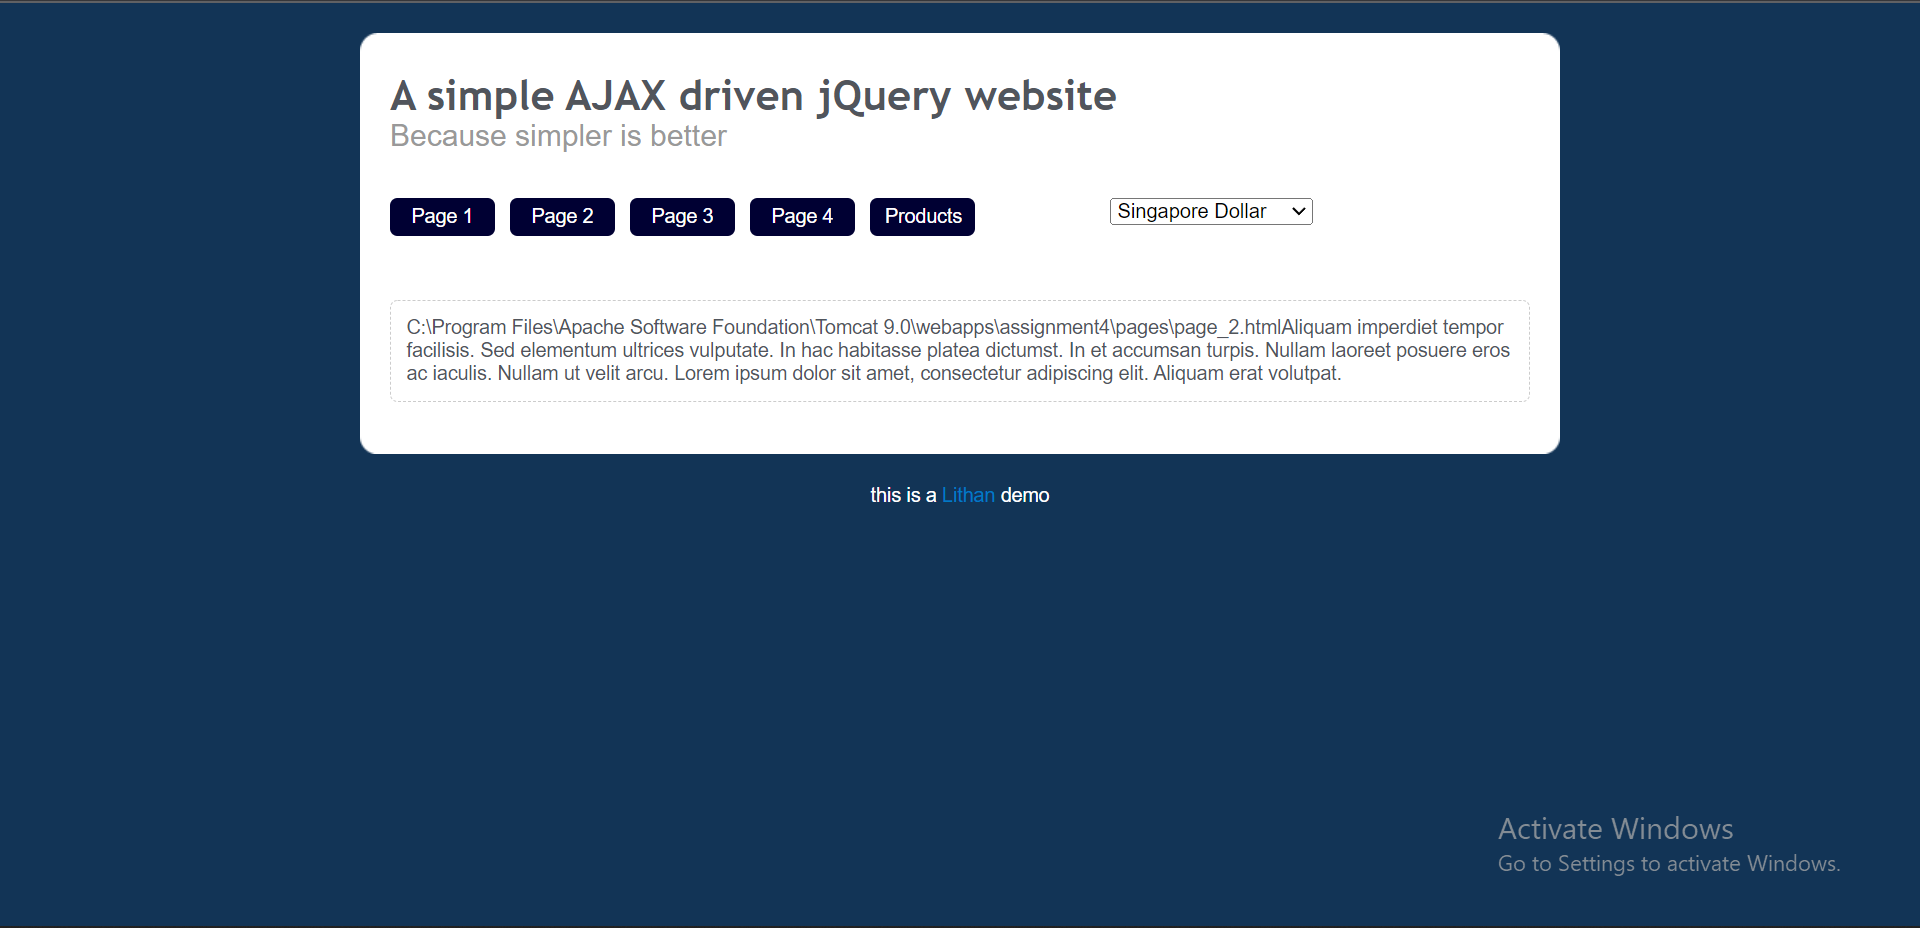 A simple AJAX driven jQuery website
Because simpler is better
Page 1 Page 2 Page 3 Page 4 Products Singapore Dollar
C:\Program Files\Apache Software Foundation\Tomcat 9.0\webapps\assignment4\pages\page_2.htmlAliquam imperdiet tempor
facilisis. Sed elementum ultrices vulputate. In hac habitasse platea dictumst. In et accumsan turpis. Nullam laoreet posuere eros
ac iaculis. Nullam ut velit arcu. Lorem ipsum dolor sit amet, consectetur adipiscing elit. Aliquam erat volutpat.
this is a Lithan demo
Activate Windows
Go to Settings to activate Windows.